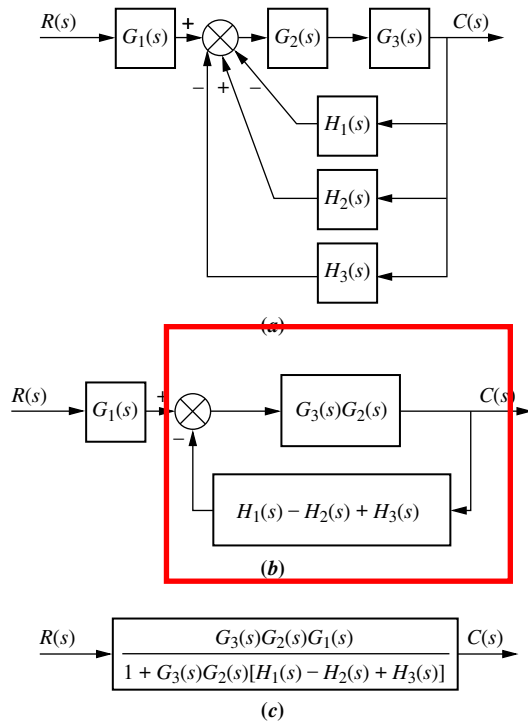 R(s) G₁(s) + G₂(s) G₃(s) C(s)
− + −
H₁(s)
H₂(s)
H₃(s)
(a)
R(s) G₁(s) + G₃(s)G₂(s) C(s)
−
H₁(s) − H₂(s) + H₃(s)
(b)
R(s) G₃(s)G₂(s)G₁(s) C(s)
1 + G₃(s)G₂(s)[H₁(s) − H₂(s) + H₃(s)]
(c)